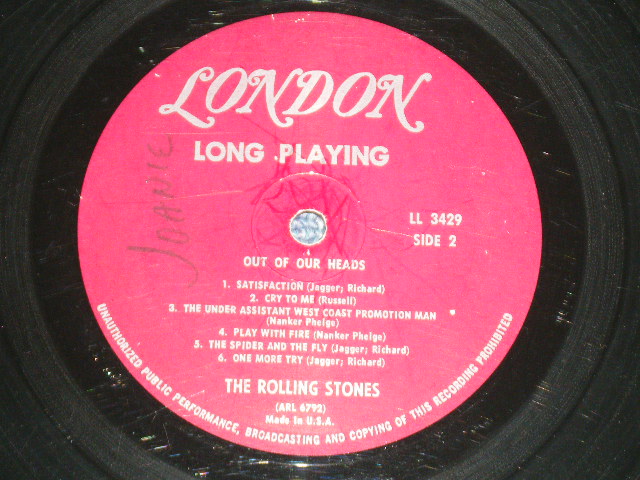 LONDON
LONG PLAYING
JOANIE
LL 3429
SIDE 2
OUT OF OUR HEADS
1. SATISFACTION (Jagger; Richard)
2. CRY TO ME (Russell)
3. THE UNDER ASSISTANT WEST COAST PROMOTION MAN
(Nanker Phelge)
4. PLAY WITH FIRE (Nanker Phelge)
5. THE SPIDER AND THE FLY (Jagger; Richard)
6. ONE MORE TRY (Jagger; Richard)
THE ROLLING STONES
(ARL 6792)
Made in U.S.A.
UNAUTHORIZED PUBLIC PERFORMANCE, BROADCASTING AND COPYING OF THIS RECORDING PROHIBITED